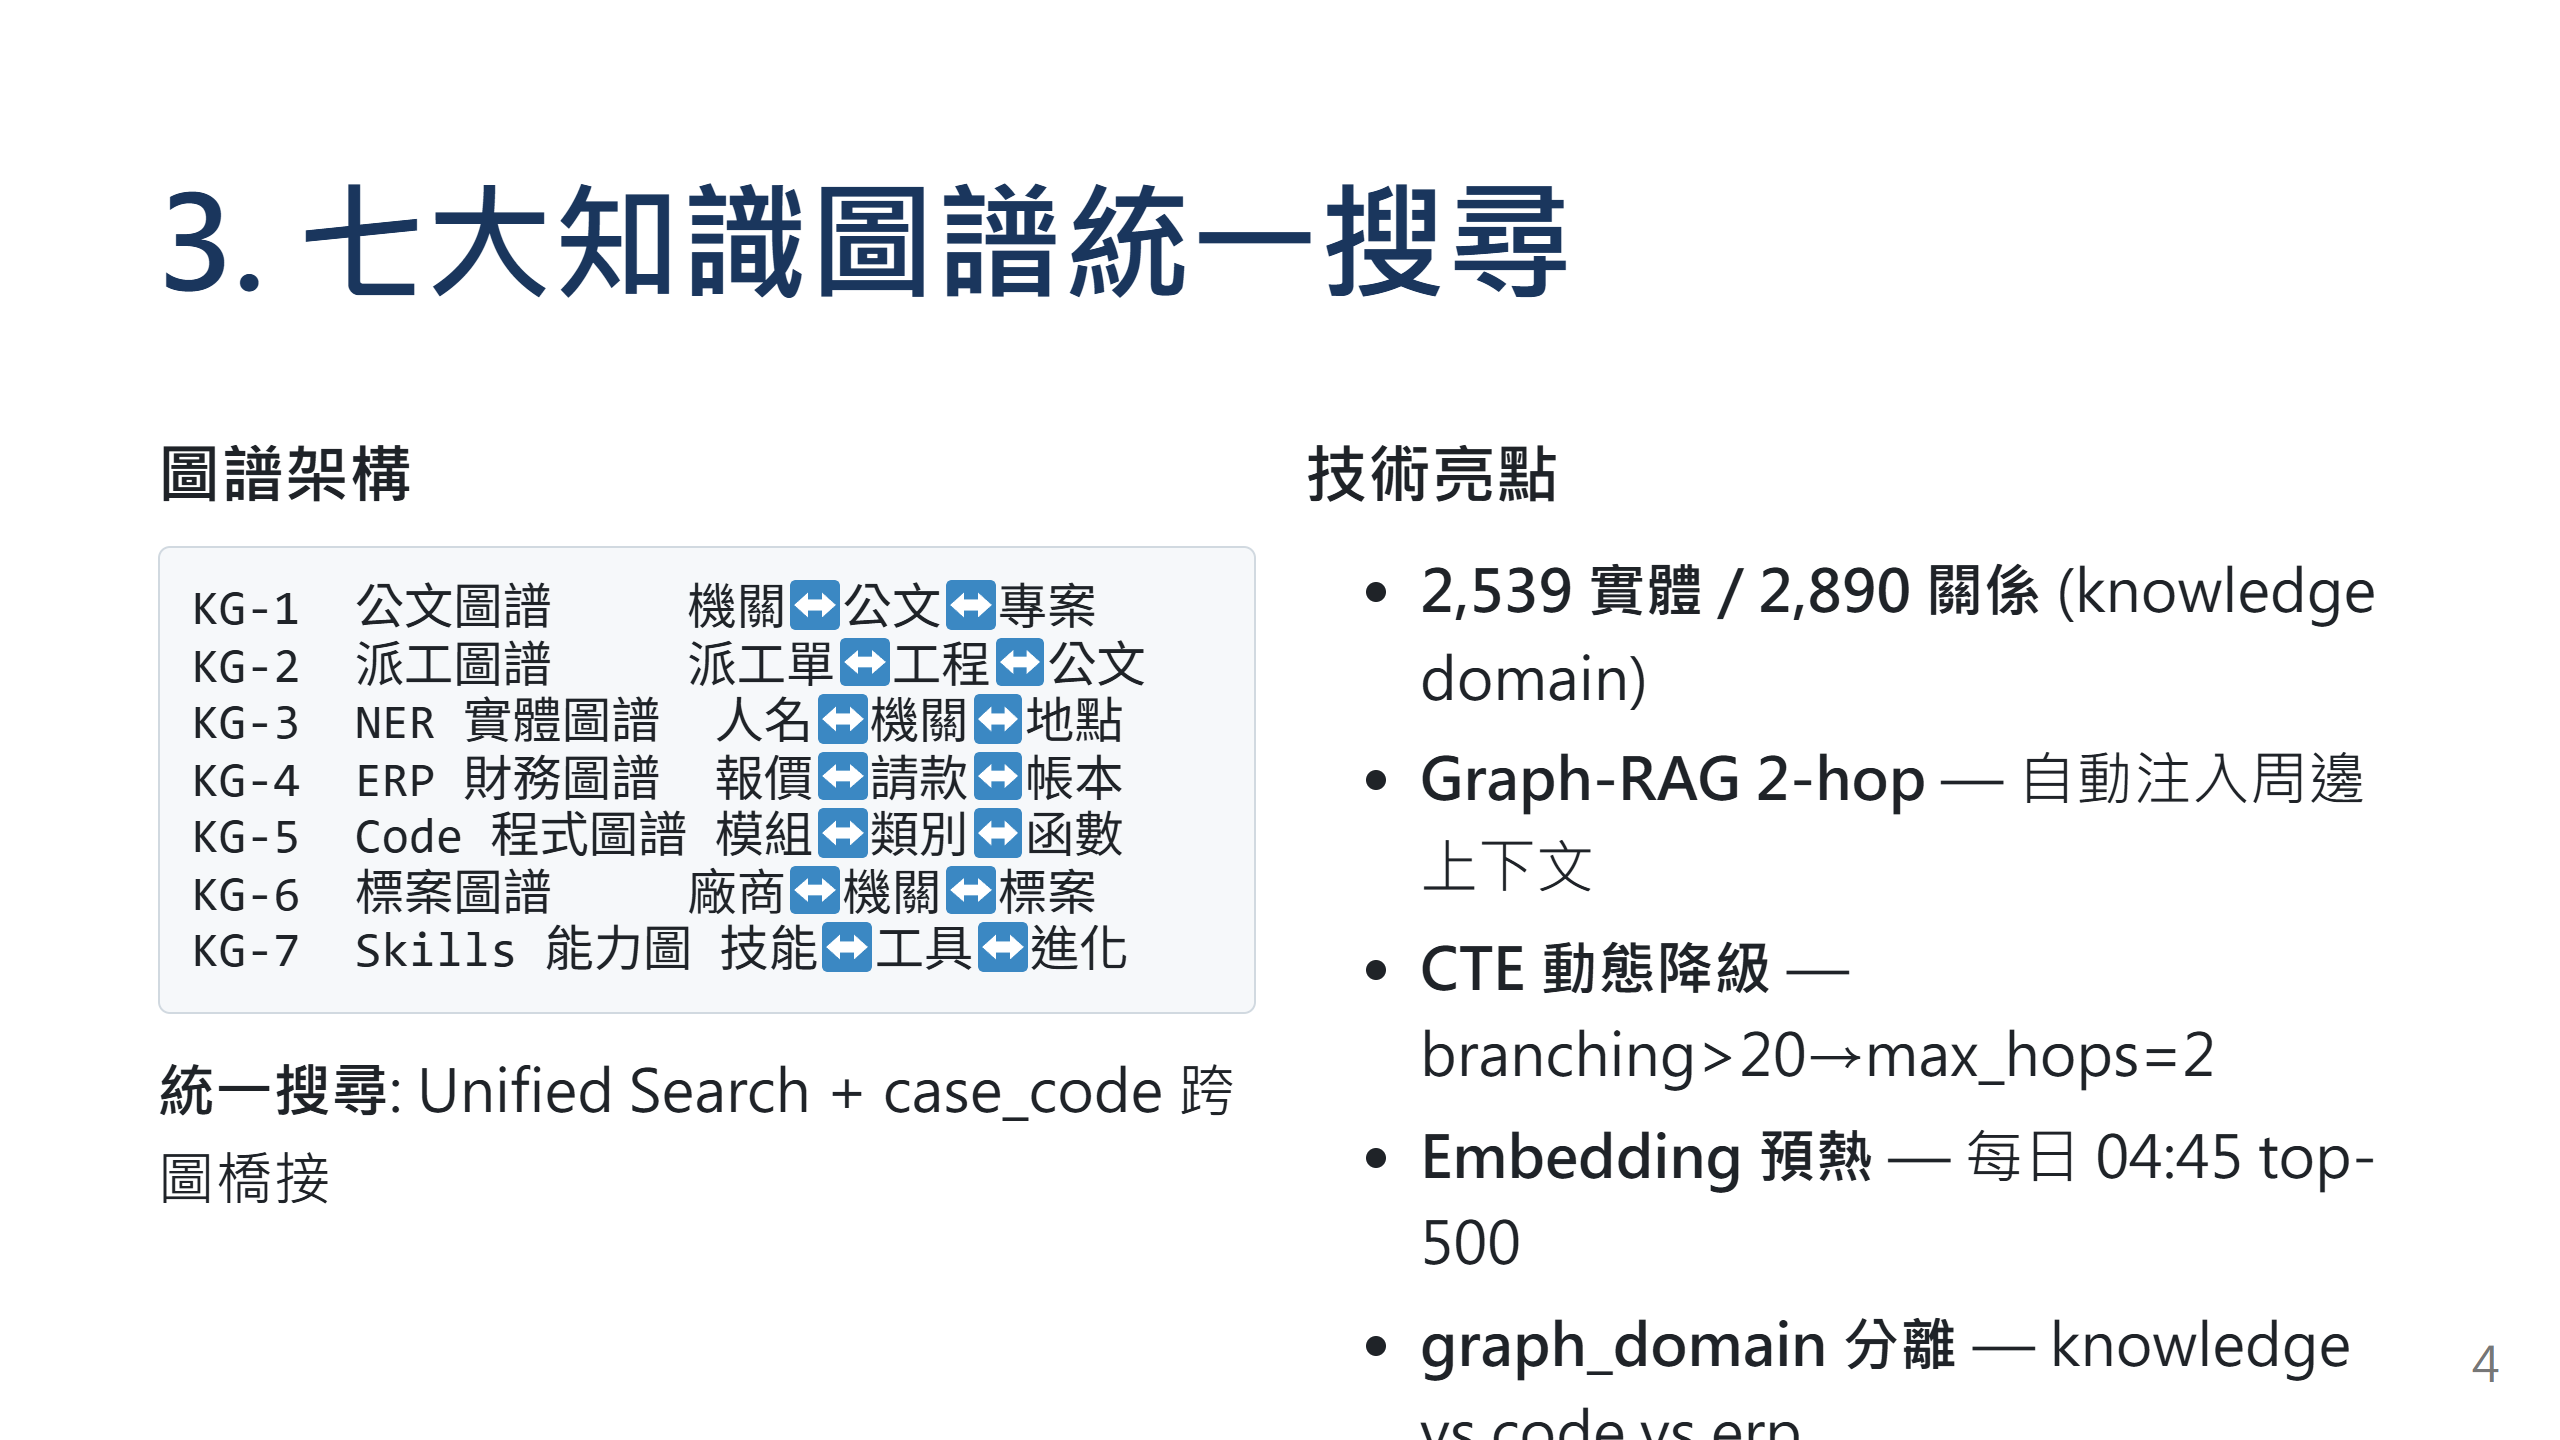 3. 七大知識圖譜統一搜尋
圖譜架構
KG-1 公文圖譜 機關↔️公文↔️專案
KG-2 派工圖譜 派工單↔️工程↔️公文
KG-3 NER 實體圖譜 人名↔️機關↔️地點
KG-4 ERP 財務圖譜 報價↔️請款↔️帳本
KG-5 Code 程式圖譜 模組↔️類別↔️函數
KG-6 標案圖譜 廠商↔️機關↔️標案
KG-7 Skills 能力圖 技能↔️工具↔️進化
統一搜尋: Unified Search + case_code 跨
圖橋接
技術亮點
• 2,539 實體 / 2,890 關係 (knowledge
domain)
• Graph-RAG 2-hop — 自動注入周邊
上下文
• CTE 動態降級 —
branching>20→max_hops=2
• Embedding 預熱 — 每日 04:45 top-
500
• graph_domain 分離 — knowledge
vs code vs erp
4